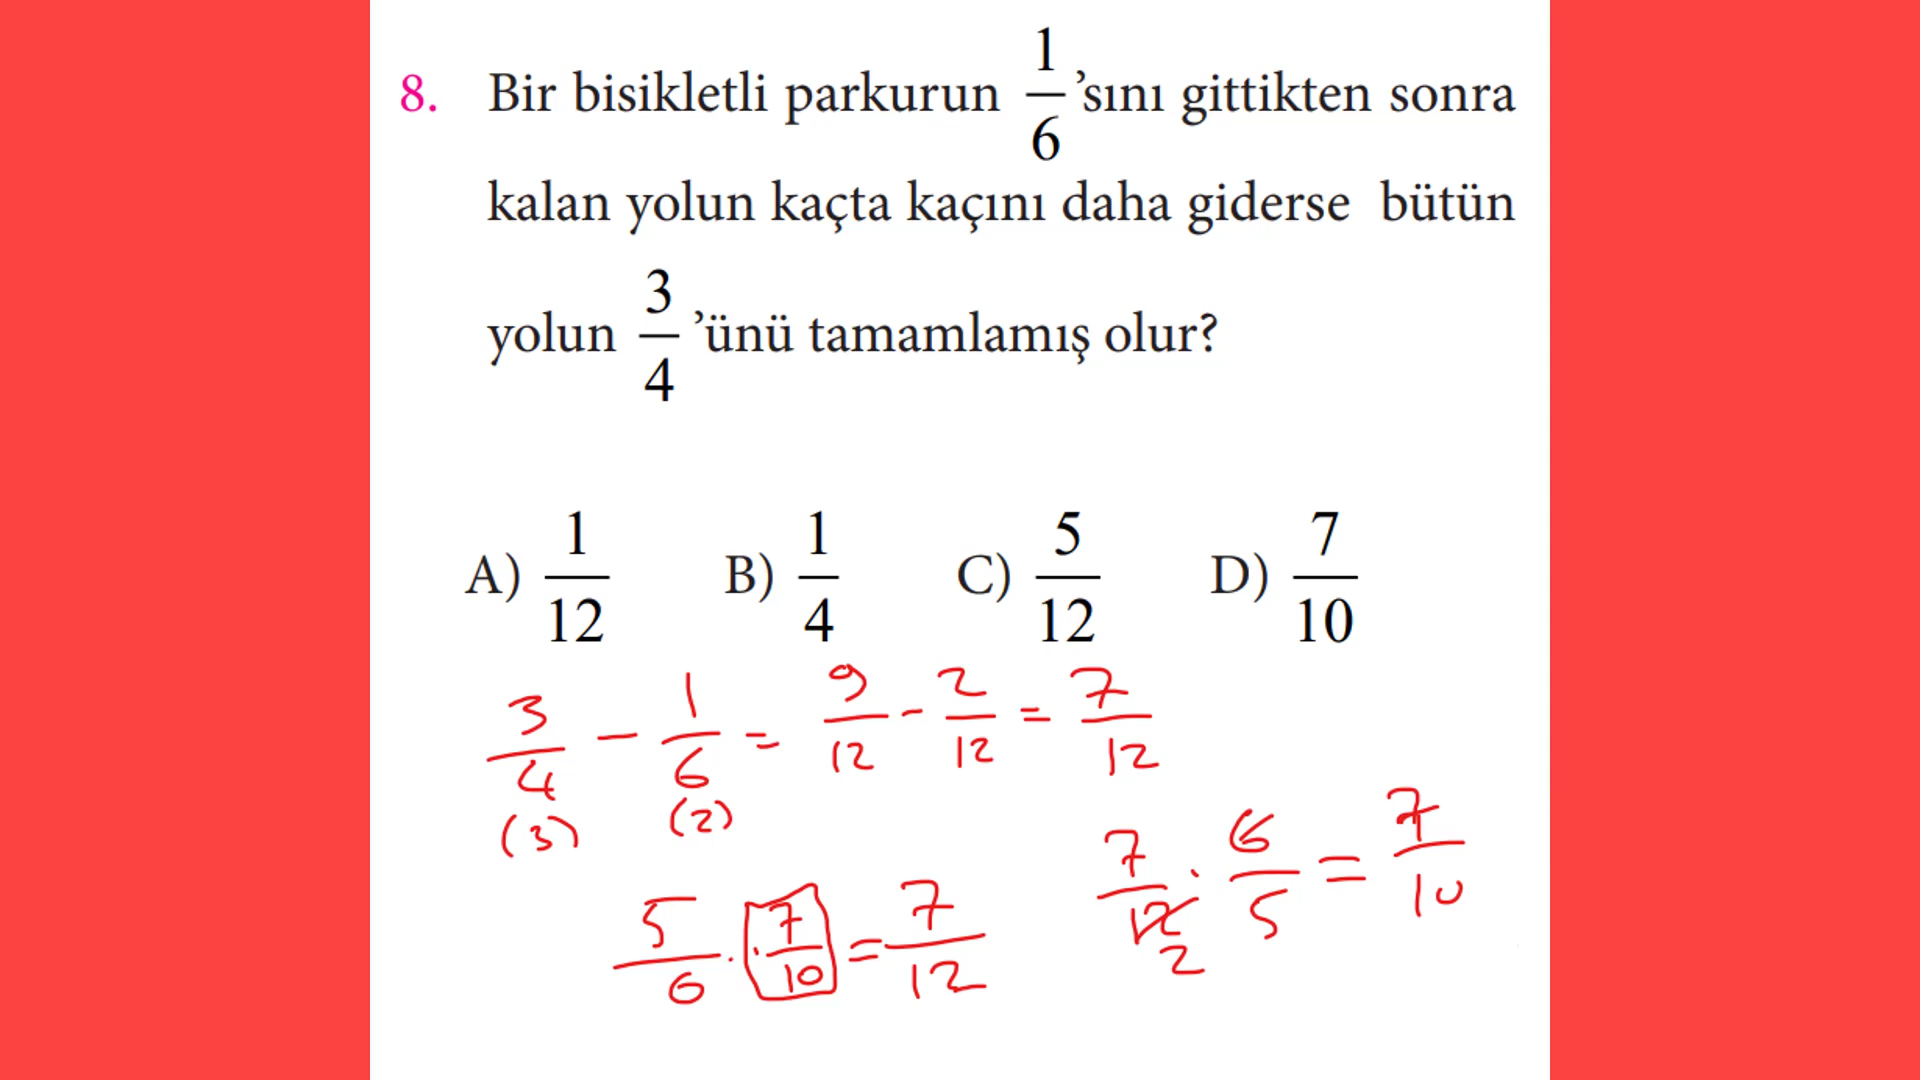 8. Bir bisikletli parkurun 1/6 'sını gittikten sonra
kalan yolun kaçta kaçını daha giderse bütün
yolun 3/4 'ünü tamamlamış olur?
A) 1/12 B) 1/4 C) 5/12 D) 7/10
3/4 - 1/6 = 9/12 - 2/12 = 7/12
(3) (2)
5/6 · 7/10 = 7/12
7/12 · 6/5 = 7/10
2